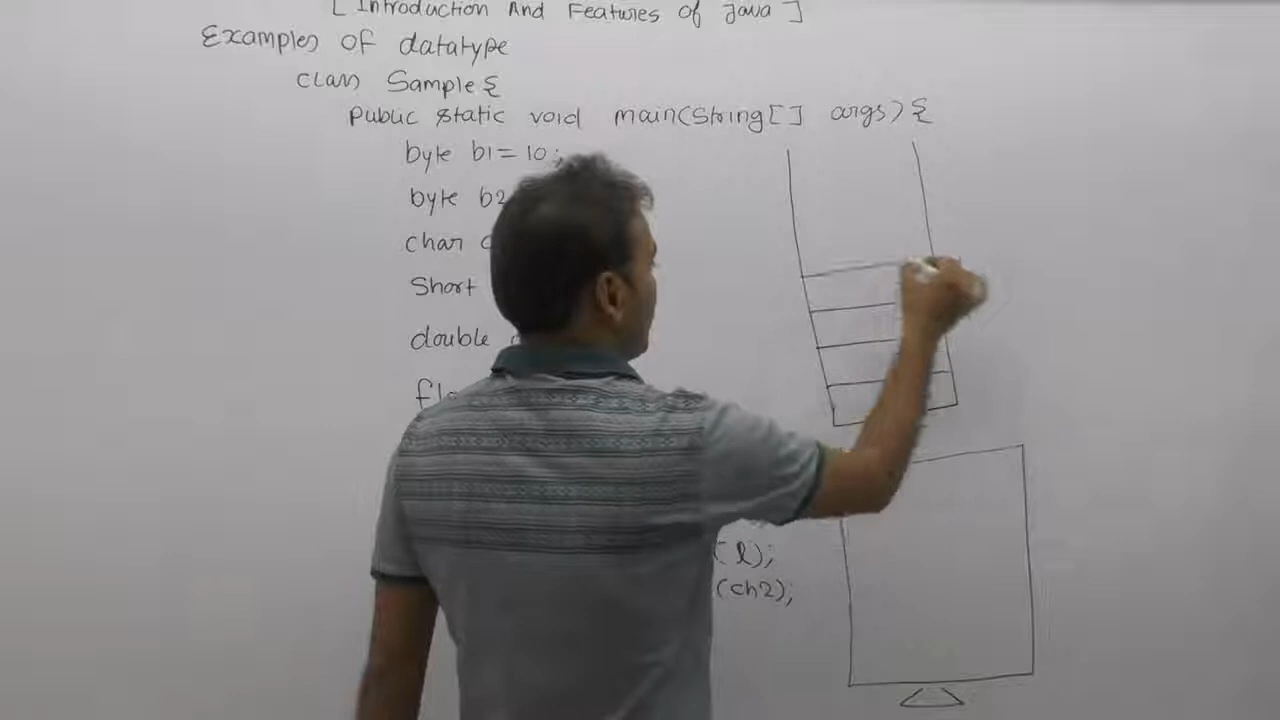 [ Introduction And Features of Java ]
Examples of datatype
class Sample {
public static void main(String[] args) {
byte b1 = 10;
byte b2
char
Short
double
(l);
(ch2);